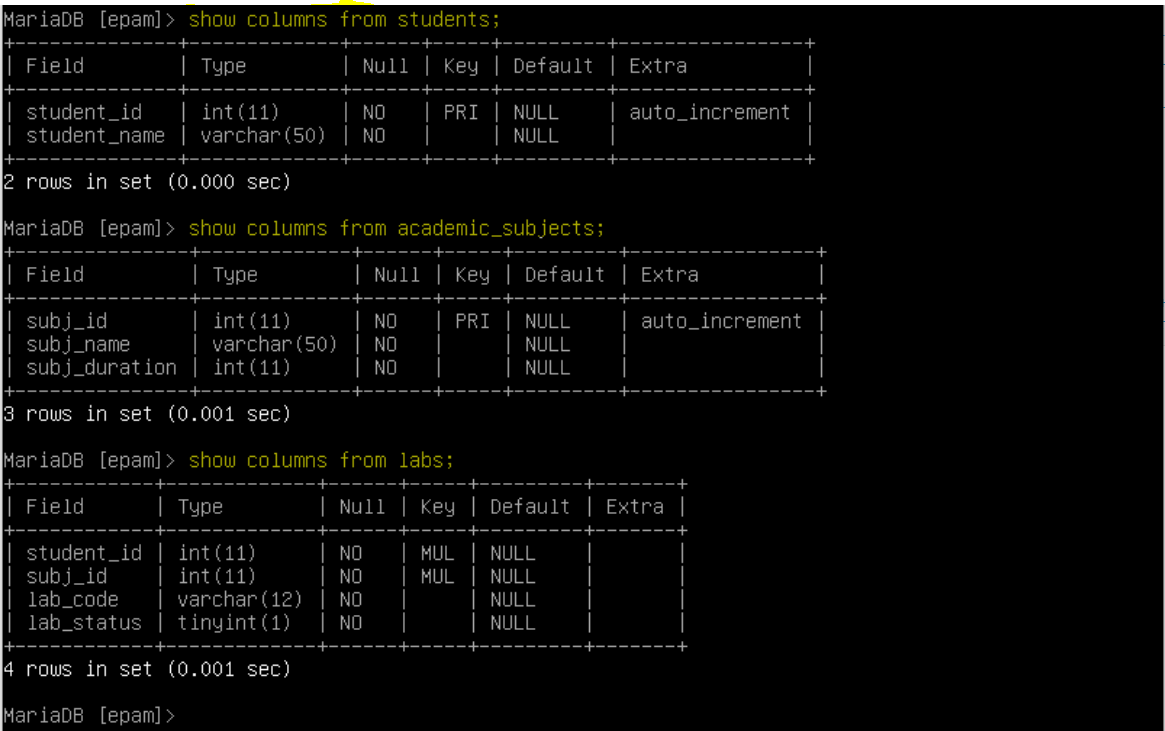 MariaDB [epam]> show columns from students;
+--------------+-------------+------+-----+---------+----------------+
| Field        | Type        | Null | Key | Default | Extra          |
+--------------+-------------+------+-----+---------+----------------+
| student_id   | int(11)     | NO   | PRI | NULL    | auto_increment |
| student_name | varchar(50) | NO   |     | NULL    |                |
+--------------+-------------+------+-----+---------+----------------+
2 rows in set (0.000 sec)
MariaDB [epam]> show columns from academic_subjects;
+---------------+-------------+------+-----+---------+----------------+
| Field         | Type        | Null | Key | Default | Extra          |
+---------------+-------------+------+-----+---------+----------------+
| subj_id       | int(11)     | NO   | PRI | NULL    | auto_increment |
| subj_name     | varchar(50) | NO   |     | NULL    |                |
| subj_duration | int(11)     | NO   |     | NULL    |                |
+---------------+-------------+------+-----+---------+----------------+
3 rows in set (0.001 sec)
MariaDB [epam]> show columns from labs;
+------------+-------------+------+-----+---------+-------+
| Field      | Type        | Null | Key | Default | Extra |
+------------+-------------+------+-----+---------+-------+
| student_id | int(11)     | NO   | MUL | NULL    |       |
| subj_id    | int(11)     | NO   | MUL | NULL    |       |
| lab_code   | varchar(12) | NO   |     | NULL    |       |
| lab_status | tinyint(1)  | NO   |     | NULL    |       |
+------------+-------------+------+-----+---------+-------+
4 rows in set (0.001 sec)
MariaDB [epam]>